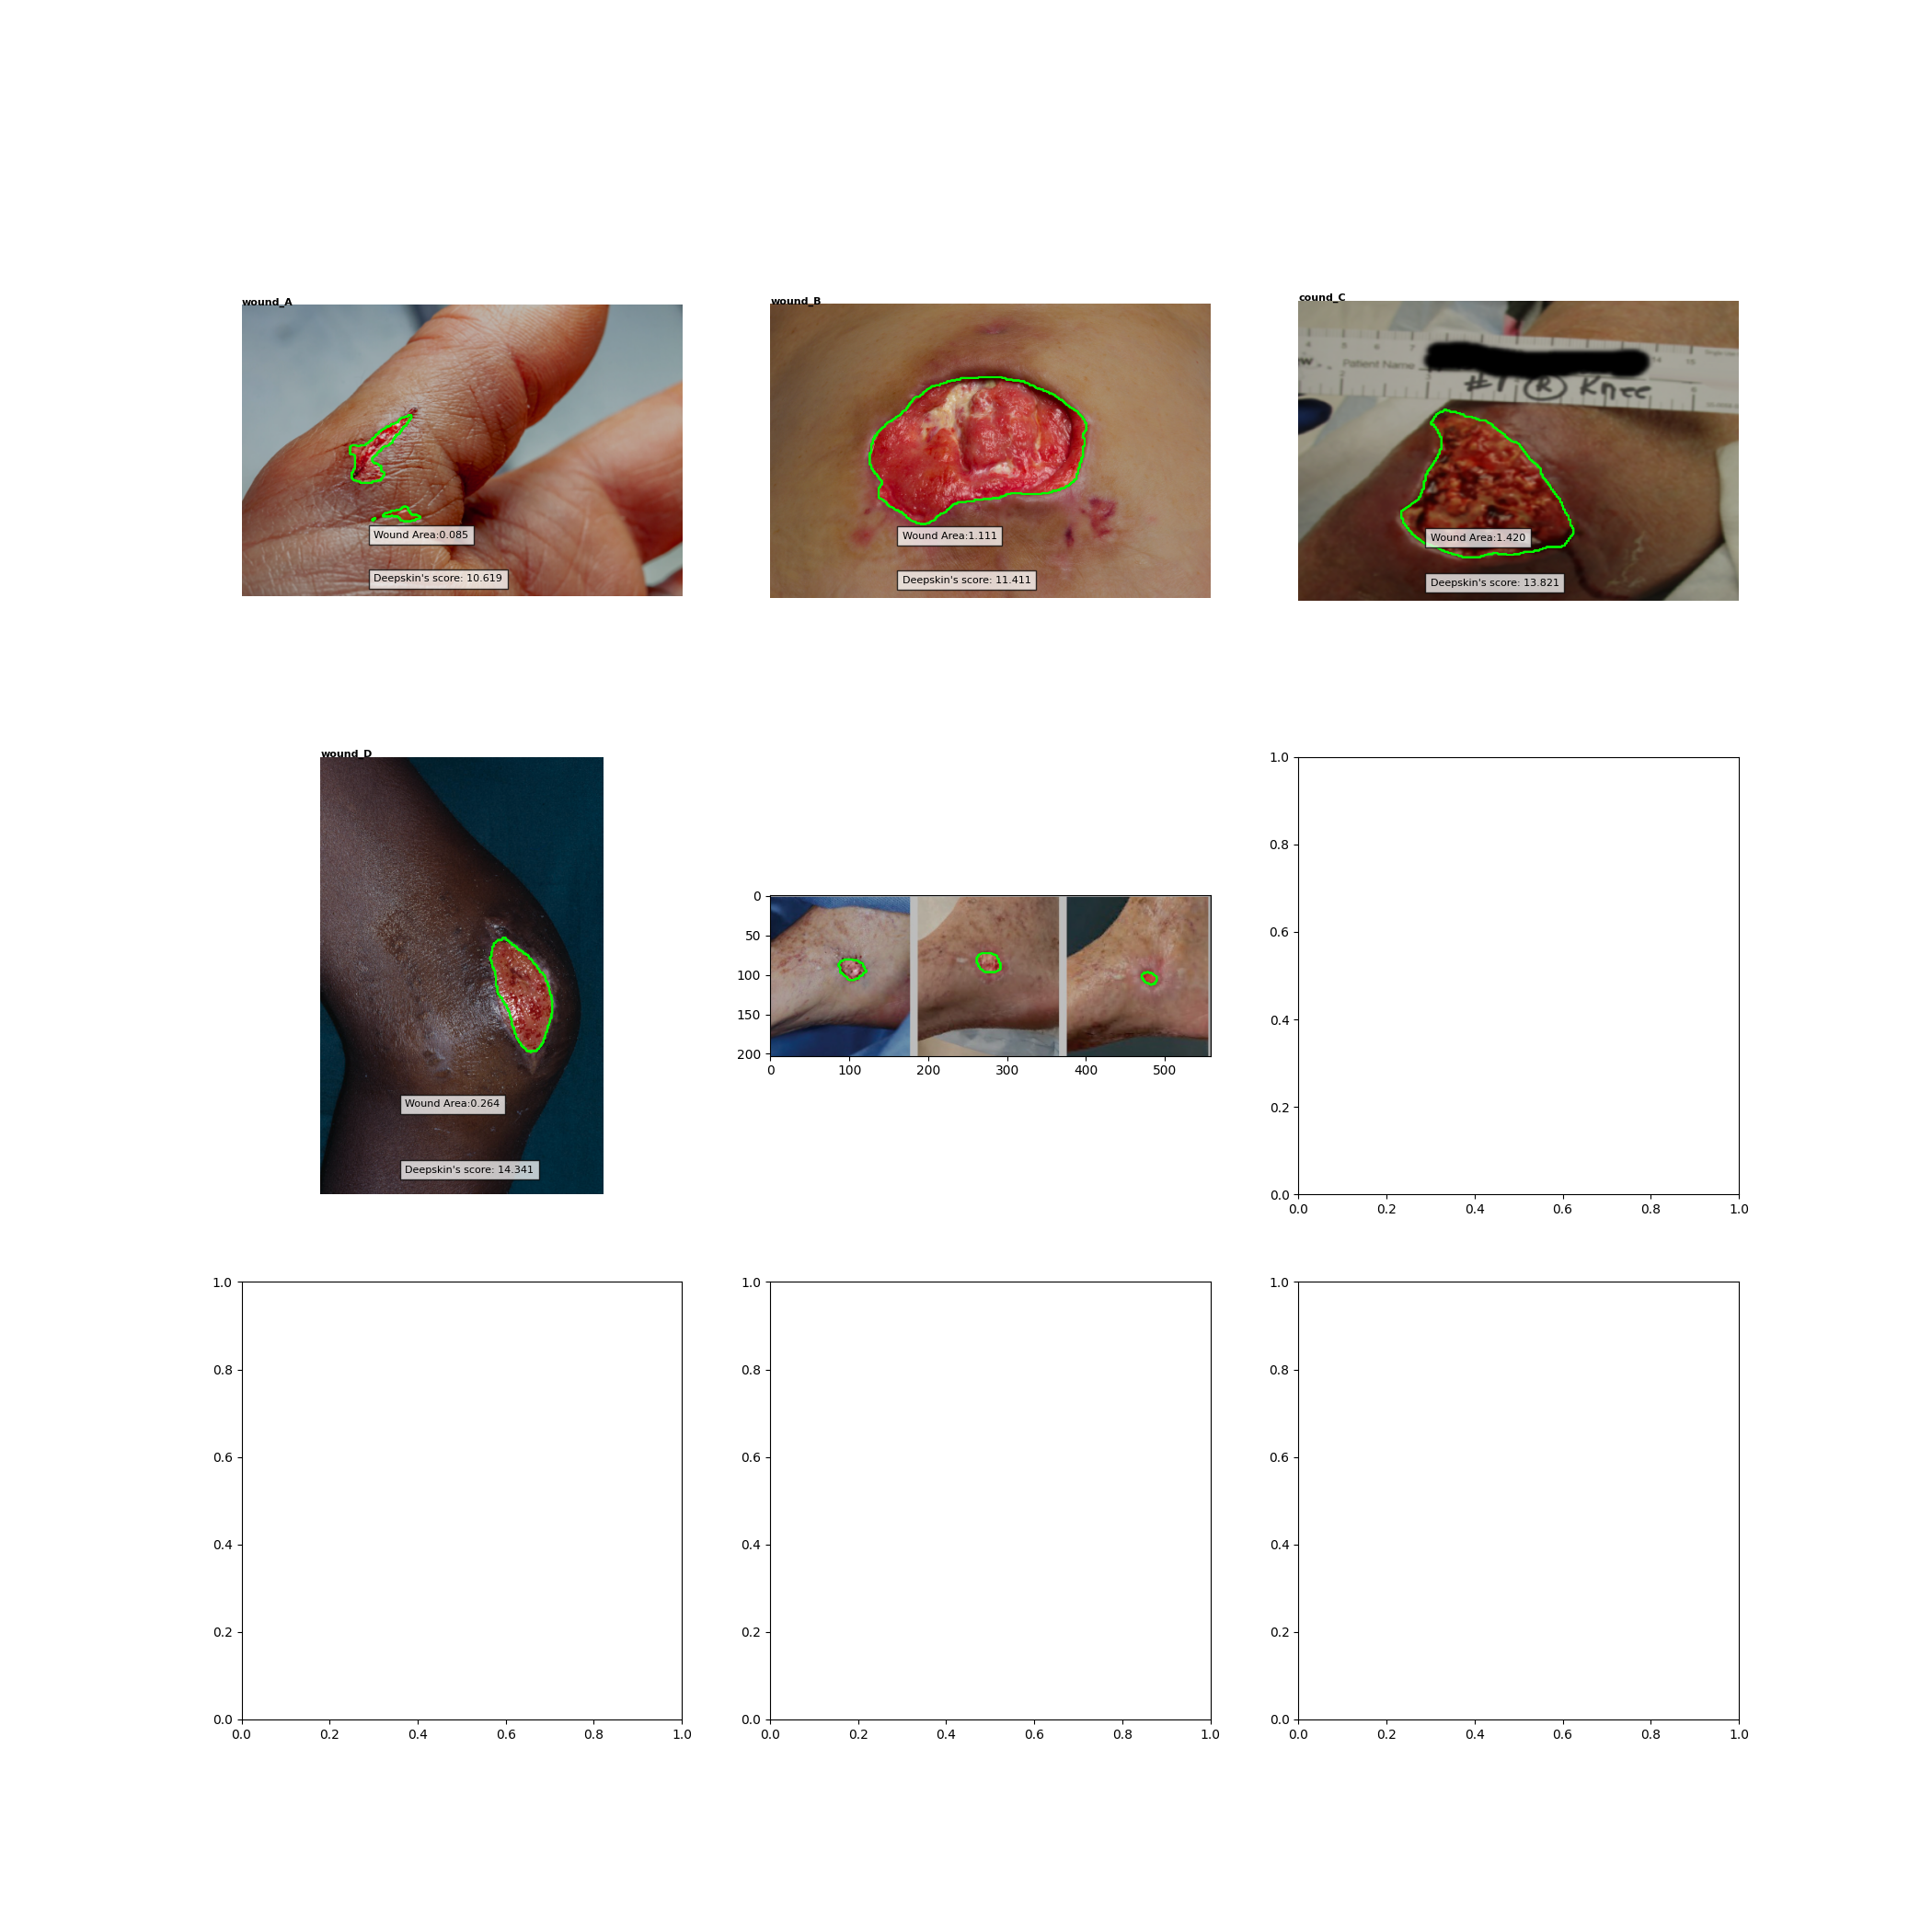 wound_A
Wound Area:0.085
Deepskin's score: 10.619
wound_B
Wound Area:1.111
Deepskin's score: 11.411
cound_C
4 5 6 7 14 15
Patient Name
#1 R Knee
Wound Area:1.420
Deepskin's score: 13.821
wound_D
Wound Area:0.264
Deepskin's score: 14.341
0
50
100
150
200
0 100 200 300 400 500
1.0
0.8
0.6
0.4
0.2
0.0
0.0 0.2 0.4 0.6 0.8 1.0
1.0
0.8
0.6
0.4
0.2
0.0
0.0 0.2 0.4 0.6 0.8 1.0
1.0
0.8
0.6
0.4
0.2
0.0
0.0 0.2 0.4 0.6 0.8 1.0
1.0
0.8
0.6
0.4
0.2
0.0
0.0 0.2 0.4 0.6 0.8 1.0